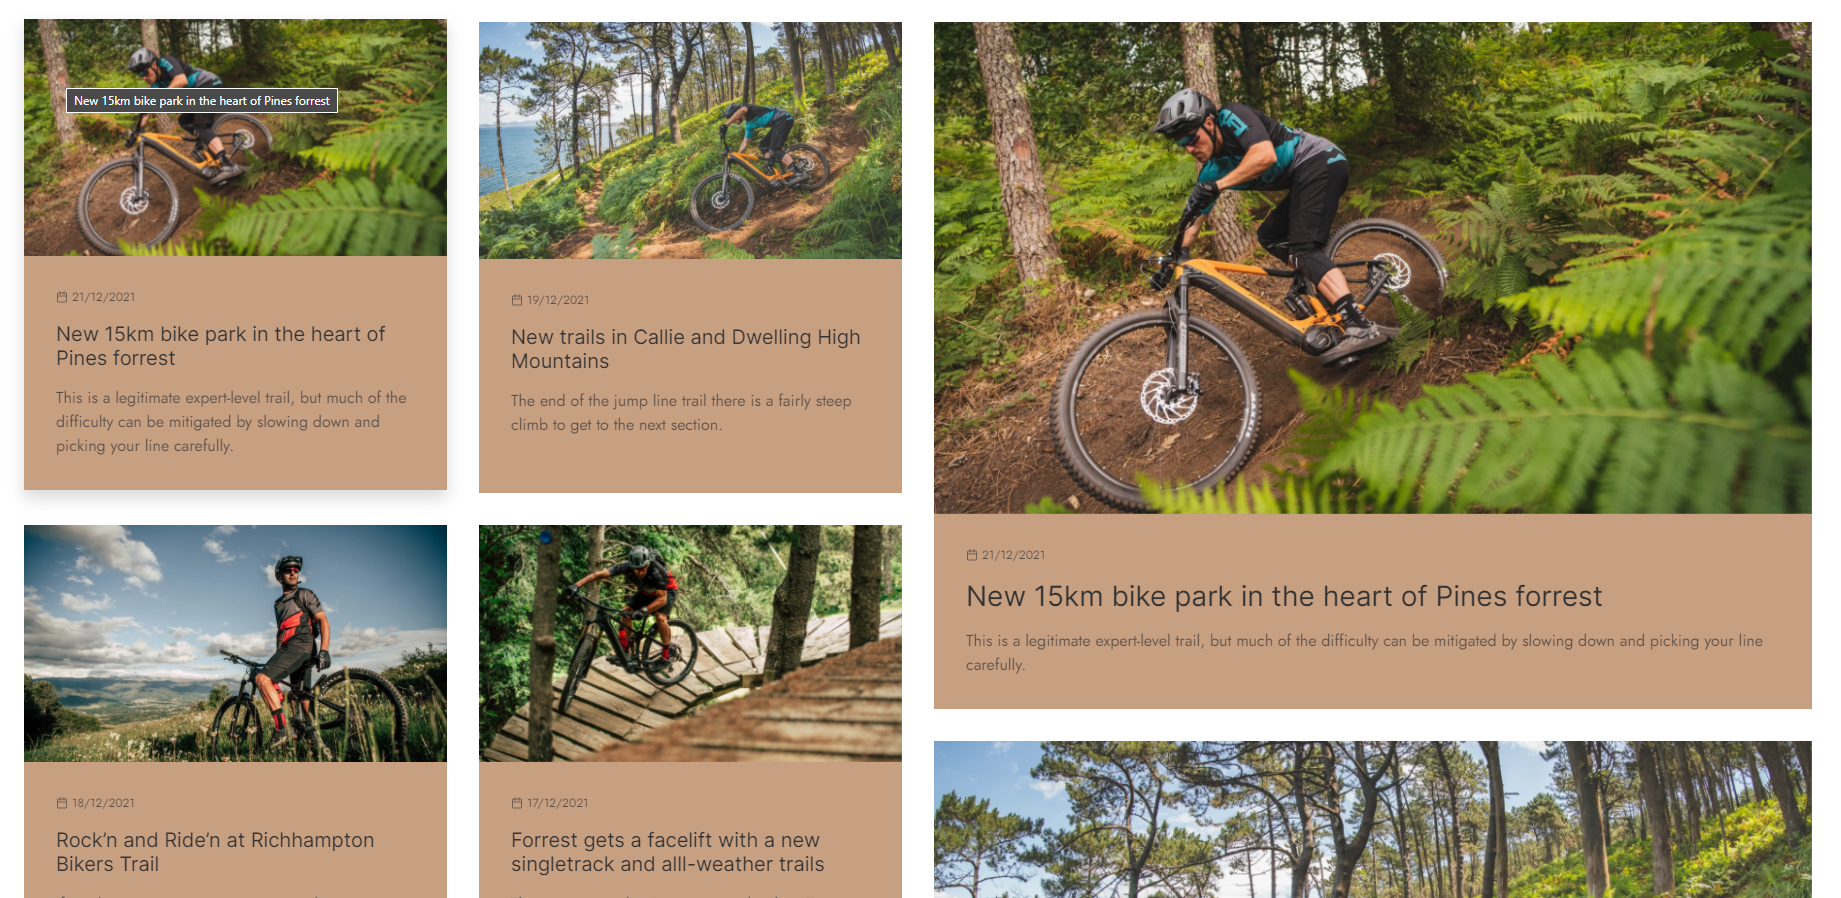 New 15km bike park in the heart of Pines forrest
21/12/2021
New 15km bike park in the heart of
Pines forrest
This is a legitimate expert-level trail, but much of the
difficulty can be mitigated by slowing down and
picking your line carefully.
19/12/2021
New trails in Callie and Dwelling High
Mountains
The end of the jump line trail there is a fairly steep
climb to get to the next section.
18/12/2021
Rock’n and Ride’n at Richhampton
Bikers Trail
17/12/2021
Forrest gets a facelift with a new
singletrack and alll-weather trails
21/12/2021
New 15km bike park in the heart of Pines forrest
This is a legitimate expert-level trail, but much of the difficulty can be mitigated by slowing down and picking your line
carefully.